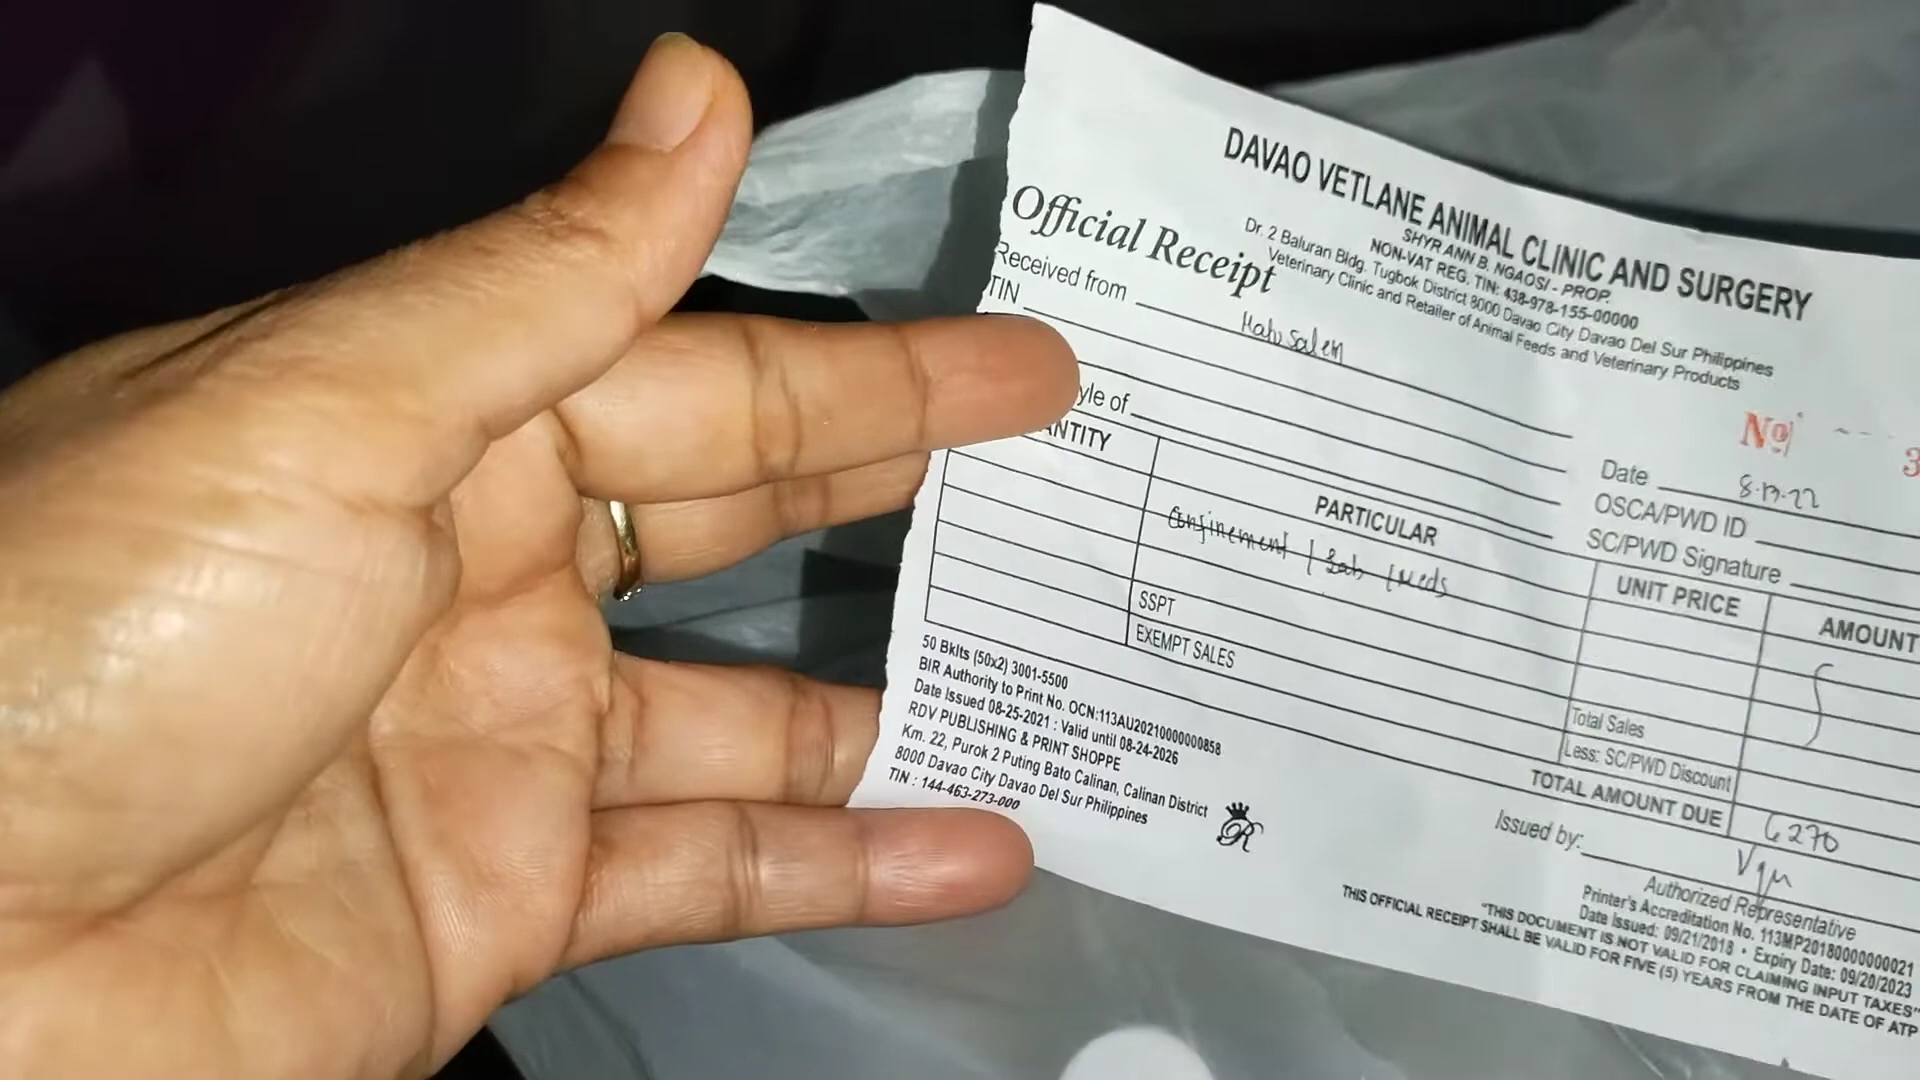 DAVAO VETLANE ANIMAL CLINIC AND SURGERY
SHYR ANN B. NGAOSI - PROP.
NON-VAT REG. TIN: 438-978-155-00000
Dr. 2 Baluran Bldg. Tugbok District 8000 Davao City Davao Del Sur Philippines
Veterinary Clinic and Retailer of Animal Feeds and Veterinary Products
Official Receipt
Nº 3
Received from
TIN
Date
yle of
OSCA/PWD ID
SC/PWD Signature
ANTITY PARTICULAR UNIT PRICE AMOUNT
Confinement | Lab | Meds
SSPT
EXEMPT SALES
Total Sales
Less: SC/PWD Discount
TOTAL AMOUNT DUE 6270
50 Bklts (50x2) 3001-5500
BIR Authority to Print No. OCN:113AU20210000000858
Date Issued 08-25-2021 : Valid until 08-24-2026
RDV PUBLISHING & PRINT SHOPPE
Km. 22, Purok 2 Puting Bato Calinan, Calinan District
8000 Davao City Davao Del Sur Philippines
TIN : 144-463-273-000
R
Issued by:
Authorized Representative
Printer's Accreditation No. 113MP20180000000021
Date Issued: 09/21/2018 • Expiry Date: 09/20/2023
"THIS DOCUMENT IS NOT VALID FOR CLAIMING INPUT TAXES"
THIS OFFICIAL RECEIPT SHALL BE VALID FOR FIVE (5) YEARS FROM THE DATE OF ATP